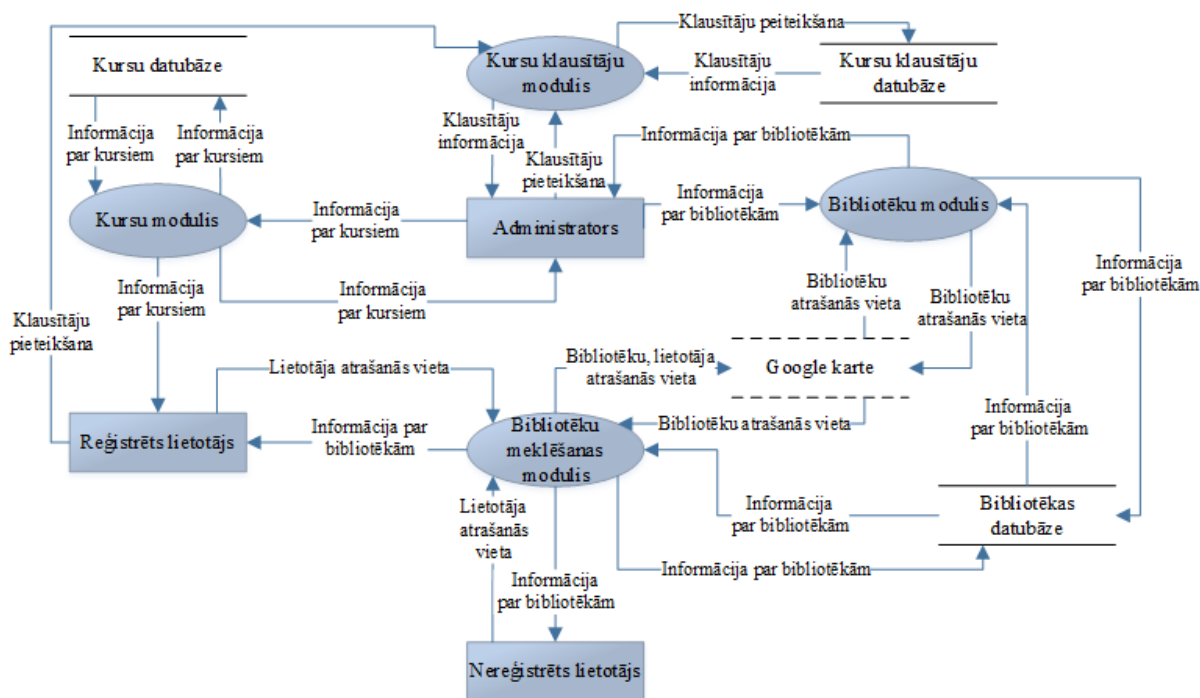 Klausītāju peiteikšana
Kursu datubāze
Kursu klausītāju
modulis
Klausītāju
informācija
Kursu klausītāju
datubāze
Informācija
par kursiem
Informācija
par kursiem
Klausītāju
informācija
Klausītāju
pieteikšana
Informācija par bibliotēkām
Kursu modulis
Informācija
par kursiem
Administrators
Informācija
par bibliotēkām
Bibliotēku modulis
Informācija
par kursiem
Informācija
par kursiem
Bibliotēku
atrašanās vieta
Bibliotēku
atrašanās vieta
Informācija
par bibliotēkām
Klausītāju
pieteikšana
Lietotāja atrašanās vieta
Bibliotēku, lietotāja
atrašanās vieta
Google karte
Reģistrēts lietotājs
Informācija par
bibliotēkām
Bibliotēku
meklēšanas
modulis
Bibliotēku atrašanās vieta
Informācija
par bibliotēkām
Lietotāja
atrašanās
vieta
Informācija
par bibliotēkām
Bibliotēkas
datubāze
Informācija par bibliotēkām
Informācija
par bibliotēkām
Nereģistrēts lietotājs